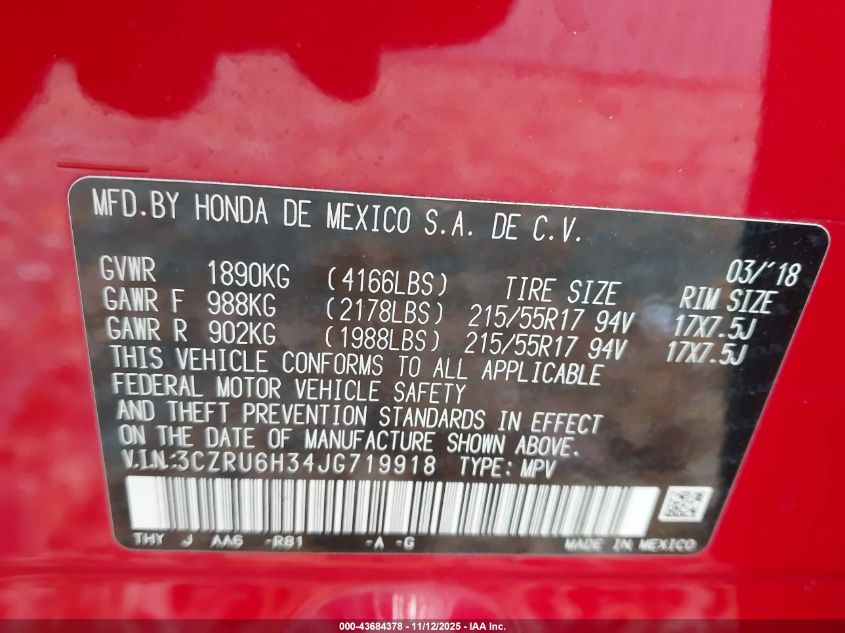 MFD.BY HONDA DE MEXICO S.A. DE C.V.
03/'18
GVWR 1890KG (4166LBS) TIRE SIZE RIM SIZE
GAWR F 988KG (2178LBS) 215/55R17 94V 17X7.5J
GAWR R 902KG (1988LBS) 215/55R17 94V 17X7.5J
THIS VEHICLE CONFORMS TO ALL APPLICABLE
FEDERAL MOTOR VEHICLE SAFETY
AND THEFT PREVENTION STANDARDS IN EFFECT
ON THE DATE OF MANUFACTURE SHOWN ABOVE.
V.I.N:3CZRU6H34JG719918 TYPE: MPV
THY J AA6 -R81 -A -G MADE IN MEXICO
000-43684378 - 11/12/2025 - IAA Inc.